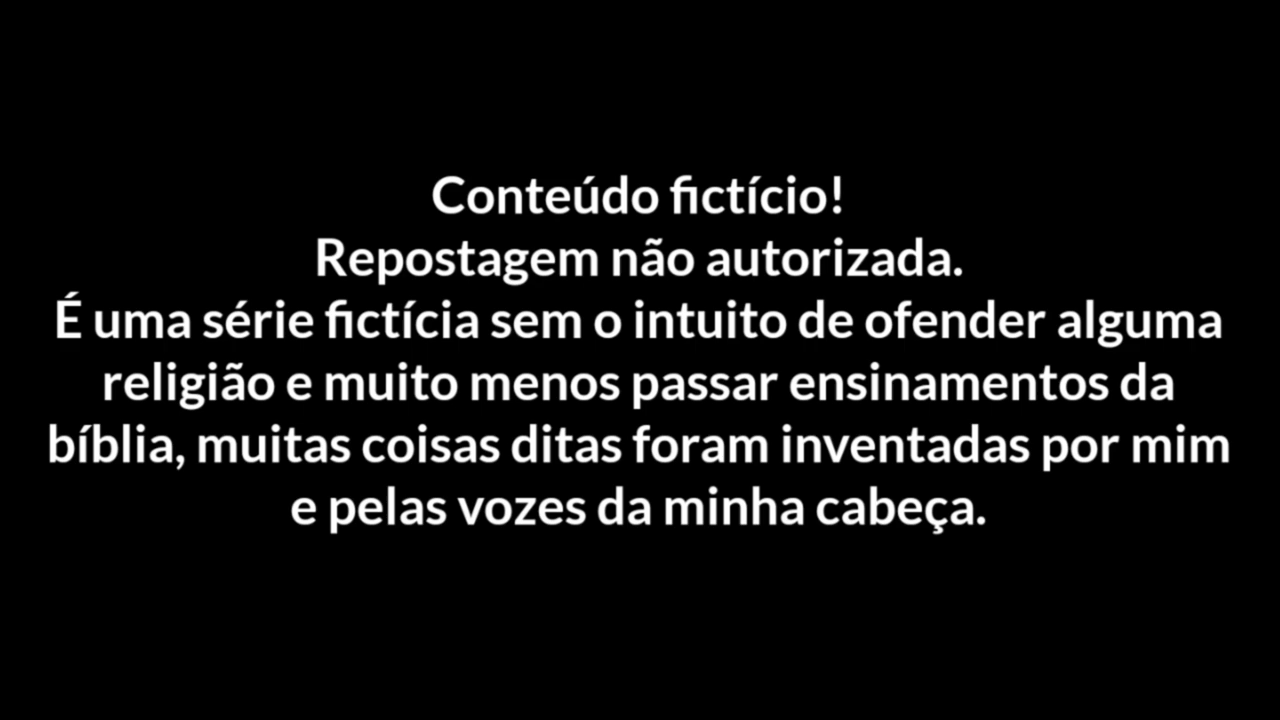 Conteúdo fictício!
Repostagem não autorizada.
É uma série fictícia sem o intuito de ofender alguma
religião e muito menos passar ensinamentos da
bíblia, muitas coisas ditas foram inventadas por mim
e pelas vozes da minha cabeça.